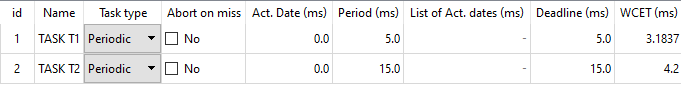 id Name Task type Abort on miss Act. Date (ms) Period (ms) List of Act. dates (ms) Deadline (ms) WCET (ms)
1 TASK T1 Periodic No 0.0 5.0 - 5.0 3.1837
2 TASK T2 Periodic No 0.0 15.0 - 15.0 4.2